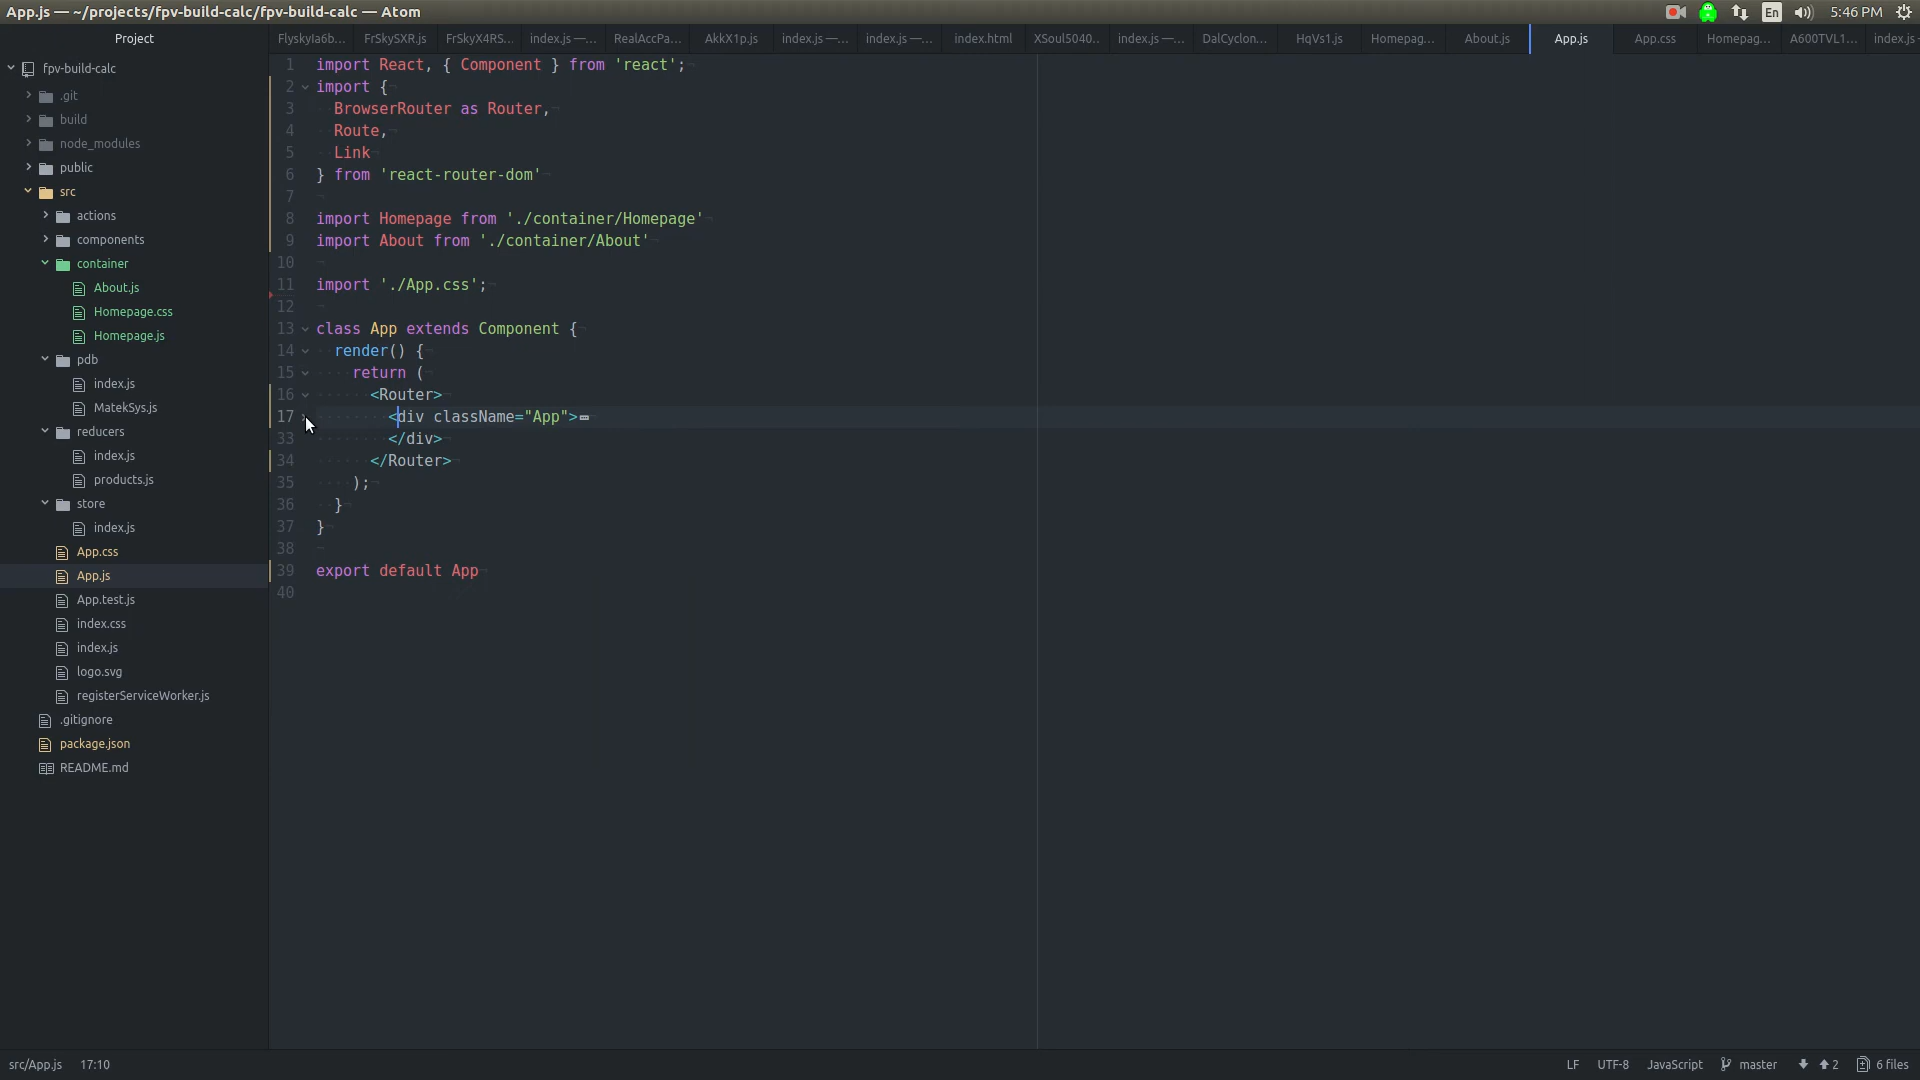 App.js — ~/projects/fpv-build-calc/fpv-build-calc — Atom
En
5:46 PM
Project
FlyskyIa6b...
FrSkySXR.js
FrSkyX4RS...
index.js —...
RealAccPa...
AkkX1p.js
index.js —...
index.js —...
index.html
XSoul5040..
index.js —...
DalCyclon...
HqVs1.js
Homepag...
About.js
App.js
App.css
Homepag...
A600TVL1...
index.js
fpv-build-calc
.git
build
node_modules
public
src
actions
components
container
About.js
Homepage.css
Homepage.js
pdb
index.js
MatekSys.js
reducers
index.js
products.js
store
index.js
App.css
App.js
App.test.js
index.css
index.js
logo.svg
registerServiceWorker.js
.gitignore
package.json
README.md
1 import React, { Component } from 'react';
2 import {
3 BrowserRouter as Router,
4 Route,
5 Link
6 } from 'react-router-dom'
7
8 import Homepage from './container/Homepage'
9 import About from './container/About'
10
11 import './App.css';
12
13 class App extends Component {
14 render() {
15 return (
16 <Router>
17 <div className="App">
33 </div>
34 </Router>
35 );
36 }
37 }
38
39 export default App
40
src/App.js 17:10
LF UTF-8 JavaScript master 2 6 files